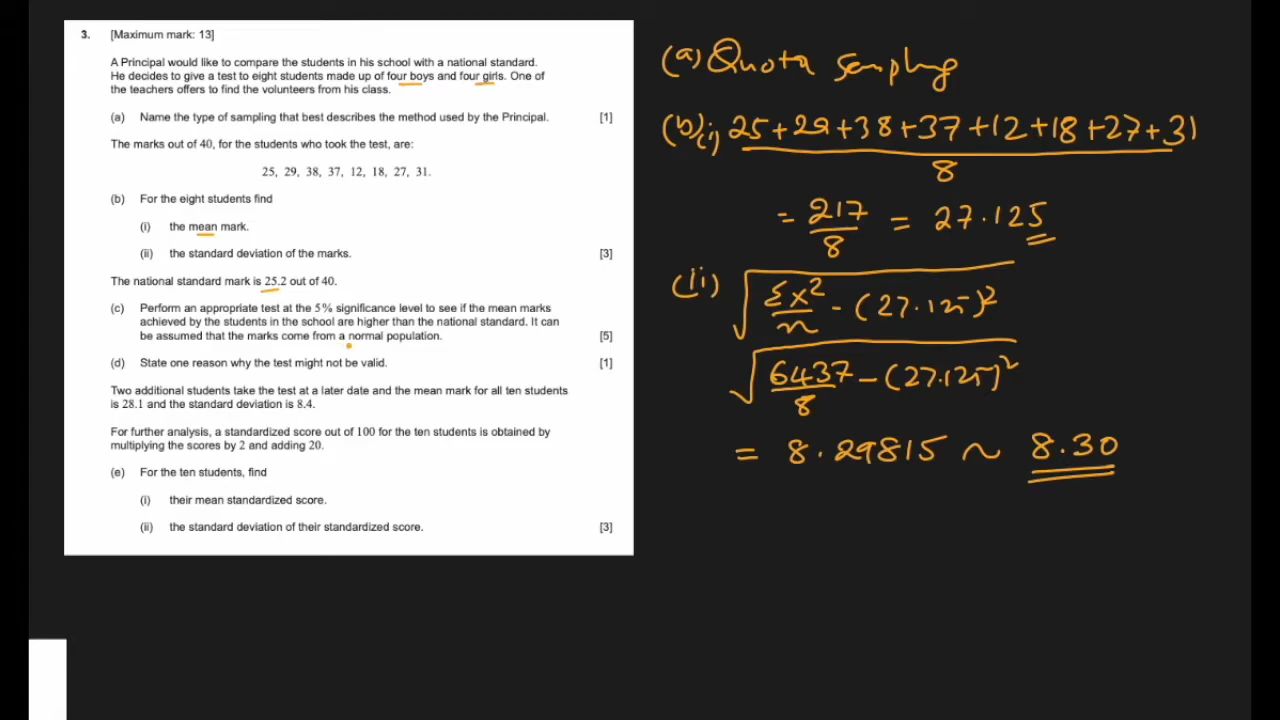 3. [Maximum mark: 13]
A Principal would like to compare the students in his school with a national standard.
He decides to give a test to eight students made up of four boys and four girls. One of
the teachers offers to find the volunteers from his class.
(a) Name the type of sampling that best describes the method used by the Principal. [1]
The marks out of 40, for the students who took the test, are:
25, 29, 38, 37, 12, 18, 27, 31.
(b) For the eight students find
(i) the mean mark.
(ii) the standard deviation of the marks. [3]
The national standard mark is 25.2 out of 40.
(c) Perform an appropriate test at the 5% significance level to see if the mean marks
achieved by the students in the school are higher than the national standard. It can
be assumed that the marks come from a normal population. [5]
(d) State one reason why the test might not be valid. [1]
Two additional students take the test at a later date and the mean mark for all ten students
is 28.1 and the standard deviation is 8.4.
For further analysis, a standardized score out of 100 for the ten students is obtained by
multiplying the scores by 2 and adding 20.
(e) For the ten students, find
(i) their mean standardized score.
(ii) the standard deviation of their standardized score. [3]
(a) Quota sampling
(b)(i) 25+29+38+37+12+18+27+31
8
= 217/8 = 27.125
(ii) √(Σx²/n - (27.125)²)
√(6437/8 - (27.125)²)
= 8.29815 ~ 8.30